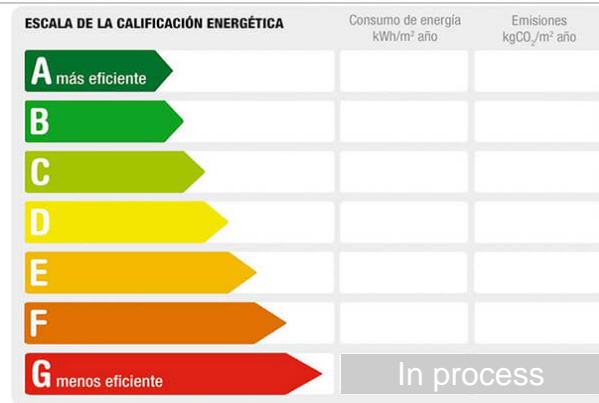 ESCALA DE LA CALIFICACIÓN ENERGÉTICA
Consumo de energía
kWh/m² año
Emisiones
kgCO₂/m² año
A más eficiente
B
C
D
E
F
G menos eficiente
In process